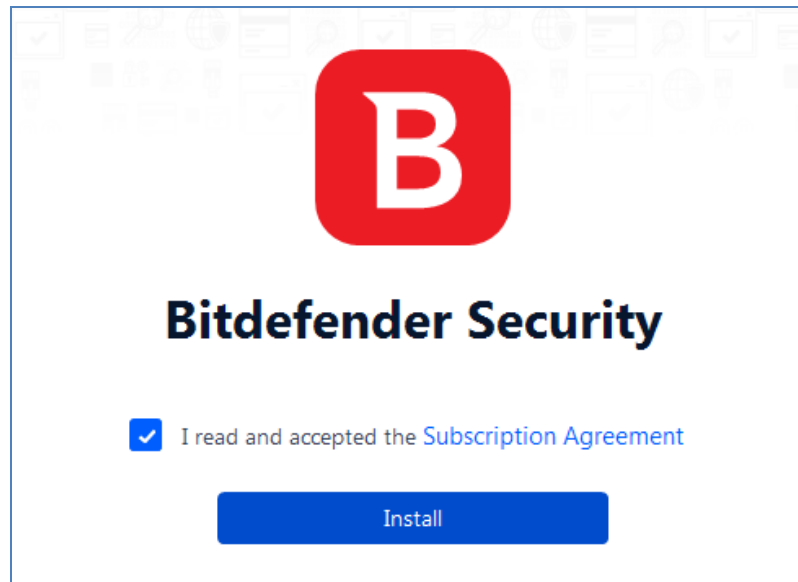 B
Bitdefender Security
I read and accepted the Subscription Agreement
Install